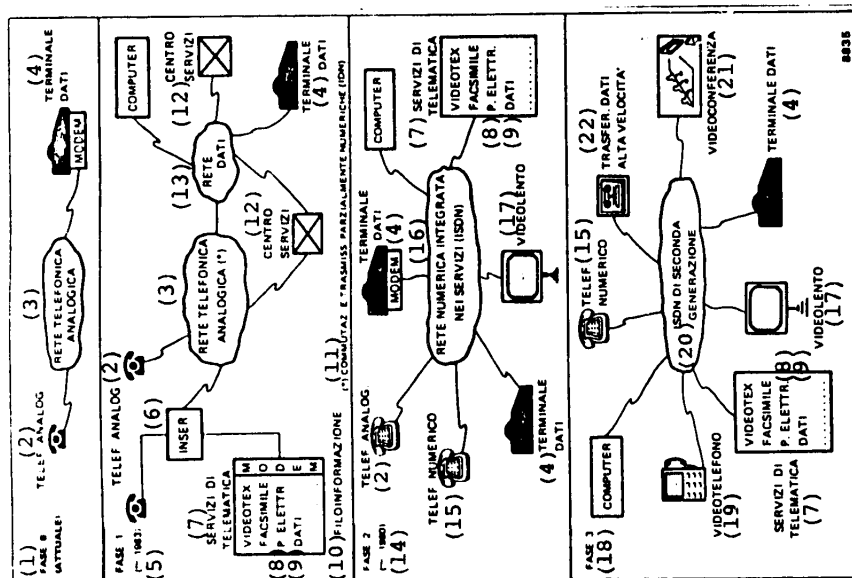 (1)
FASE 0
(ATTUALE)
(2)
TELEF ANALOG
(3)
RETE TELEFONICA
ANALOGICA
(4)
TERMINALE
DATI
MODEM
FASE 1
(5)
TELEF ANALOG (2)
(6)
INSER
(7)
SERVIZI DI
TELEMATICA
VIDEOTEX
FACSIMILE
(8) P. ELETTR
(9) DATI
MODEM
(10) FILOINFORMAZIONE
(3)
RETE TELEFONICA
ANALOGICA (*)
(11)
(*) COMMUTAZ E TRASMISS PARZIALMENTE NUMERICHE (IDN)
(12)
CENTRO
SERVIZI
(13)
RETE
DATI
COMPUTER
(12)
CENTRO
SERVIZI
TERMINALE
(4) DATI
FASE 2
(14)
TELEF ANALOG.
(2)
TELEF NUMERICO
(15)
(4) TERMINALE
DATI
TERMINALE
DATI
(4)
MODEM
(16)
RETE NUMERICA INTEGRATA
NEI SERVIZI (ISDN)
(17)
VIDEOLENTO
COMPUTER
(7) SERVIZI DI
TELEMATICA
VIDEOTEX
FACSIMILE
(8) P. ELETTR.
(9) DATI
FASE 3
(18)
COMPUTER
VIDEOTELEFONO
(19)
SERVIZI DI
TELEMATICA
(7)
VIDEOTEX
FACSIMILE
P. ELETTR. (8)
DATI (9)
TELEF (15)
NUMERICO
(20) ISDN DI SECONDA
GENERAZIONE
VIDEOLENTO
(17)
(22)
TRASFER. DATI
ALTA VELOCITA'
TERMINALE DATI
(4)
VIDEOCONFERENZA
(21)
8835